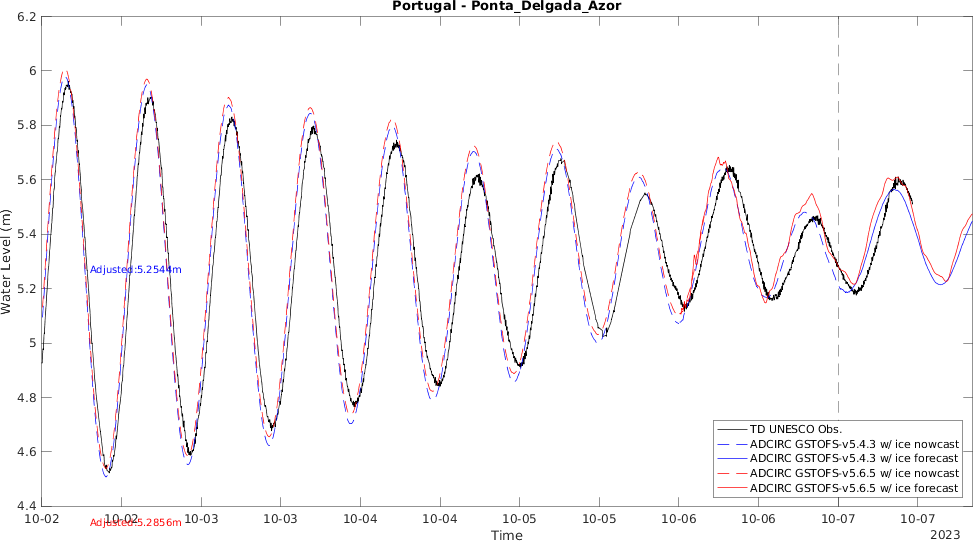 Portugal - Ponta_Delgada_Azor
6.2
6
5.8
5.6
5.4
5.2
5
4.8
4.6
4.4
Water Level (m)
Adjusted:5.2544m
Adjusted:5.2856m
TD UNESCO Obs.
ADCIRC GSTOFS-v5.4.3 w/ ice nowcast
ADCIRC GSTOFS-v5.4.3 w/ ice forecast
ADCIRC GSTOFS-v5.6.5 w/ ice nowcast
ADCIRC GSTOFS-v5.6.5 w/ ice forecast
10-02 10-02 10-03 10-03 10-04 10-04 10-05 10-05 10-06 10-06 10-07 10-07
Time
2023